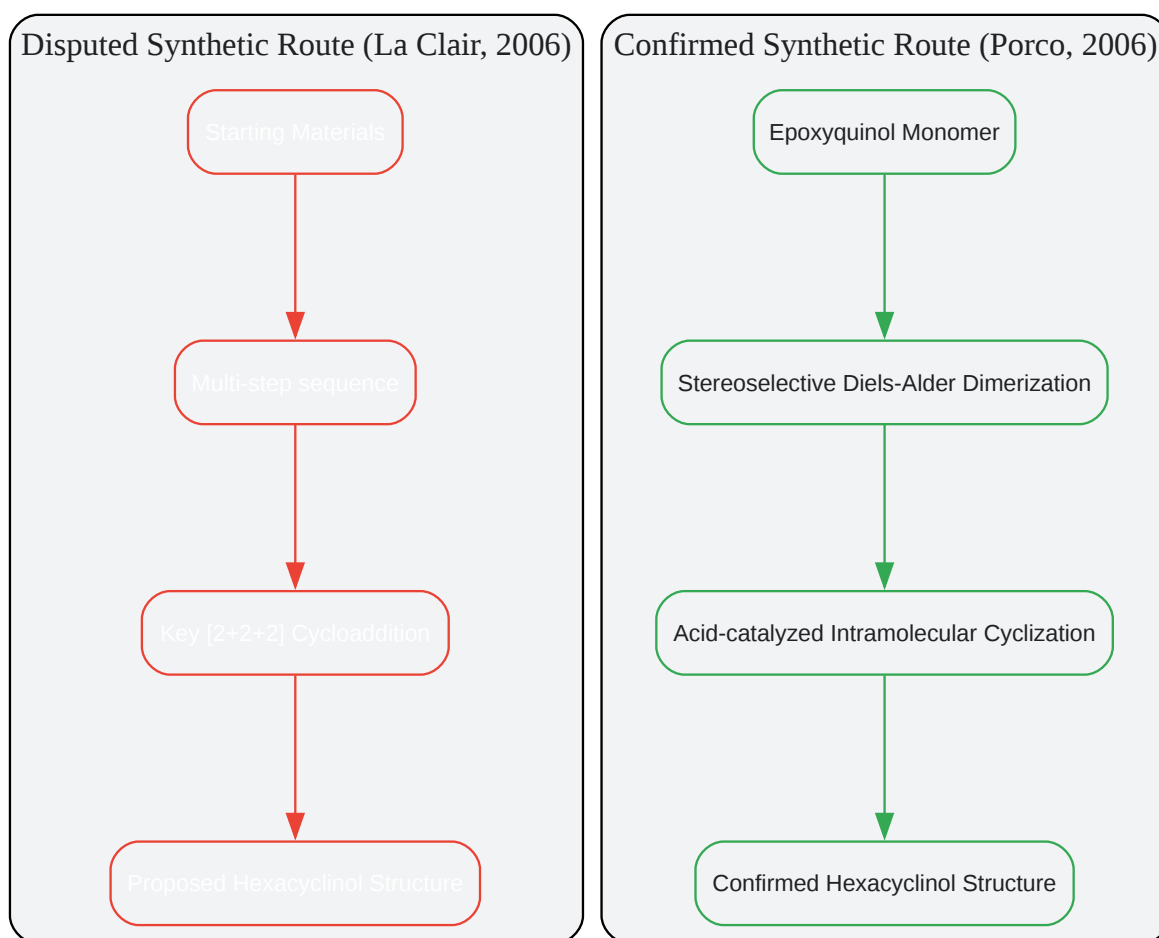 Disputed Synthetic Route (La Clair, 2006)
Starting Materials
Multi-step sequence
Key [2+2+2] Cycloaddition
Proposed Hexacyclinol Structure
Confirmed Synthetic Route (Porco, 2006)
Epoxyquinol Monomer
Stereoselective Diels-Alder Dimerization
Acid-catalyzed Intramolecular Cyclization
Confirmed Hexacyclinol Structure